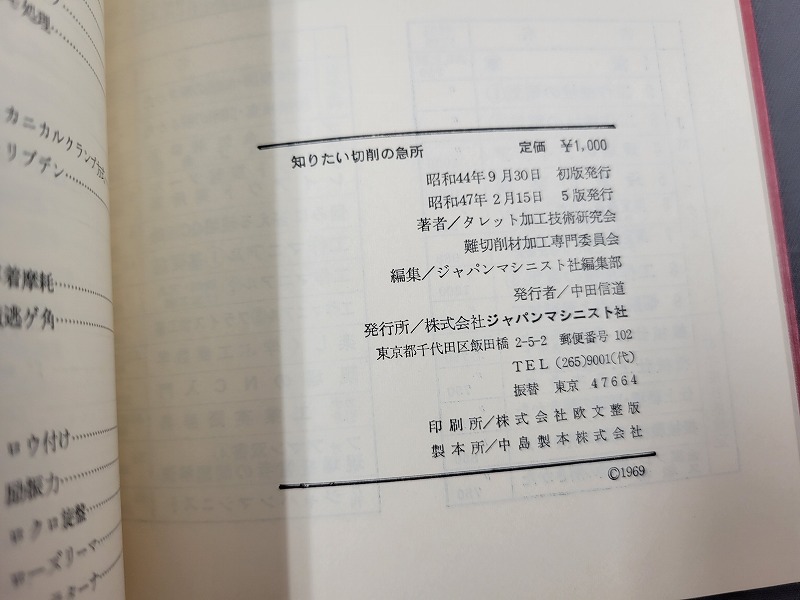 処理
カニカルクランプ
リブデン
着摩耗
逃ゲ角
ロウ付け
励振力
ロクロ旋盤
ローズリーマ
知りたい切削の急所 定価 ¥1,000
昭和44年9月30日 初版発行
昭和47年2月15日 5版発行
著者/タレット加工技術研究会
難切削材加工専門委員会
編集/ジャパンマシニスト社編集部
発行者/中田信道
発行所/株式会社ジャパンマシニスト社
東京都千代田区飯田橋 2-5-2 郵便番号 102
TEL (265)9001(代)
振替 東京 47664
印刷所/株式会社欧文整版
製本所/中島製本株式会社
©1969